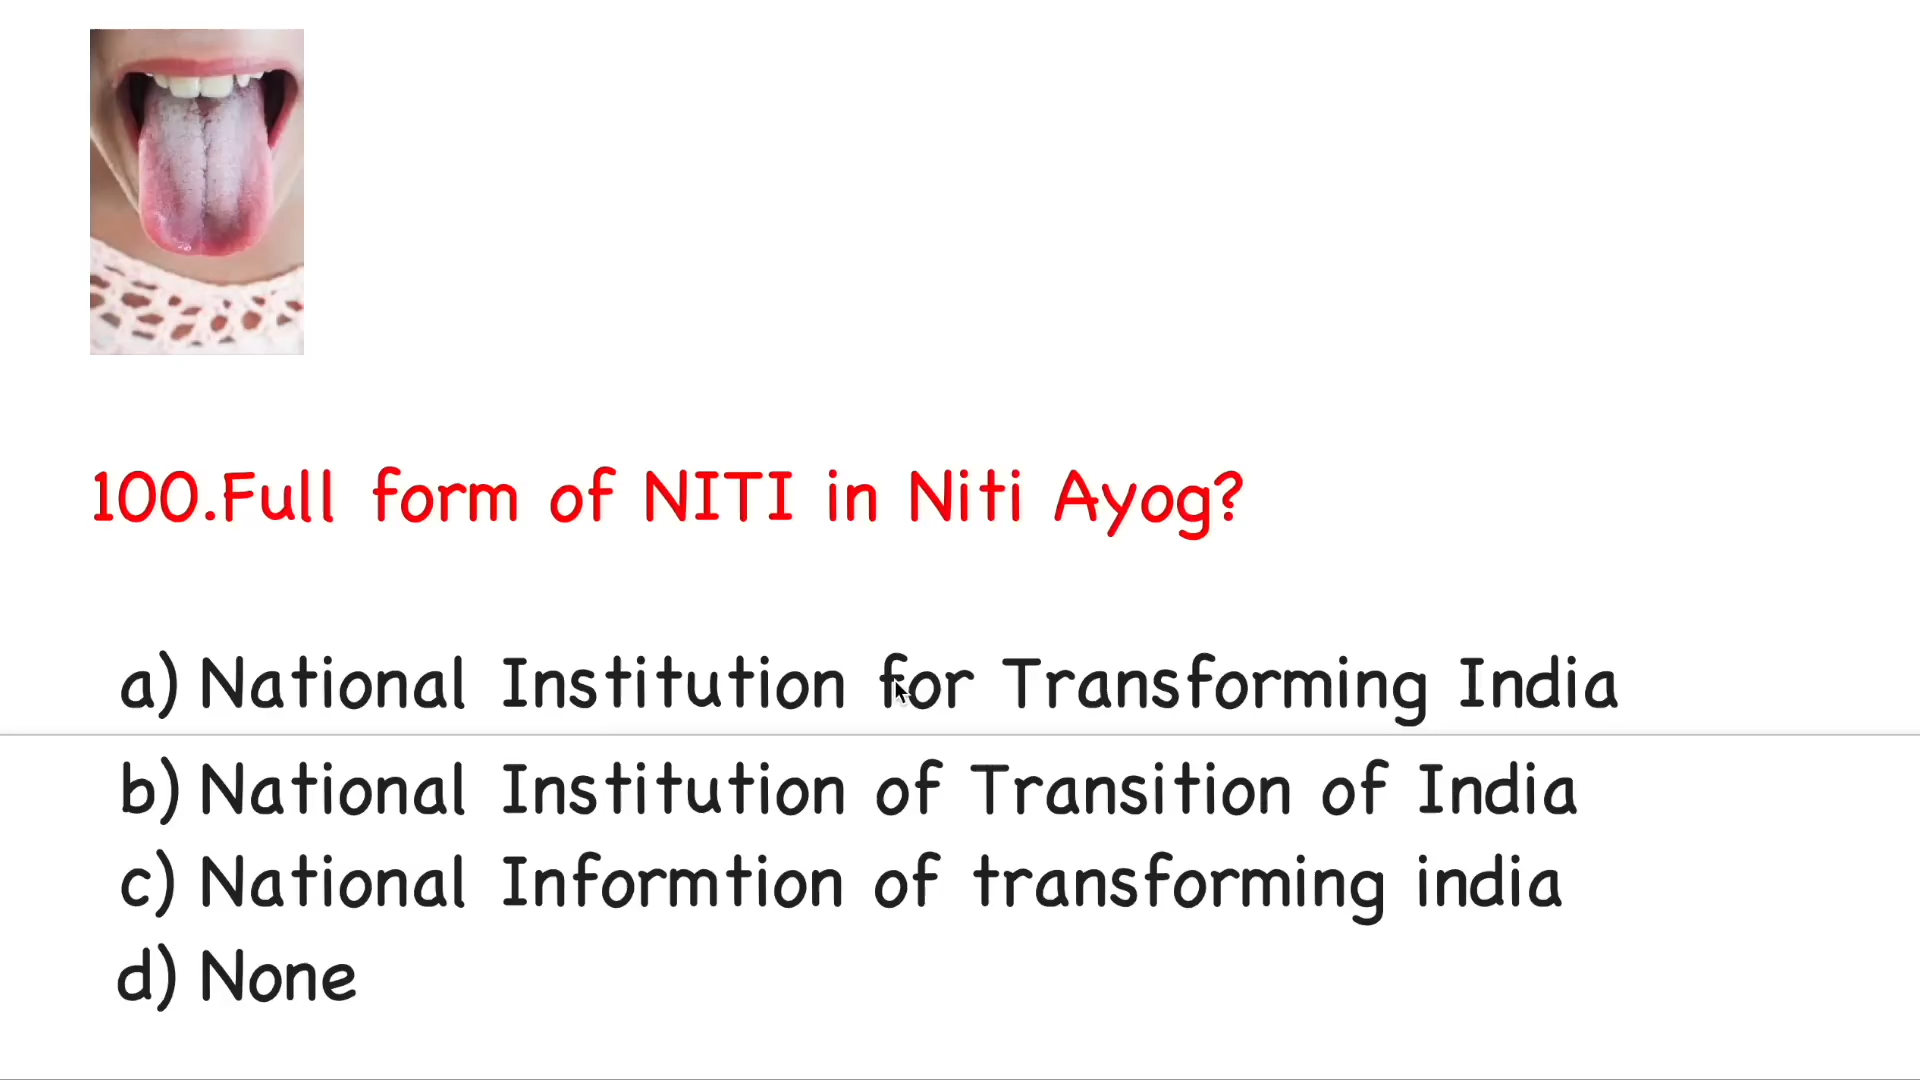 100.Full form of NITI in Niti Ayog?
a) National Institution for Transforming India
b) National Institution of Transition of India
c) National Informtion of transforming india
d) None